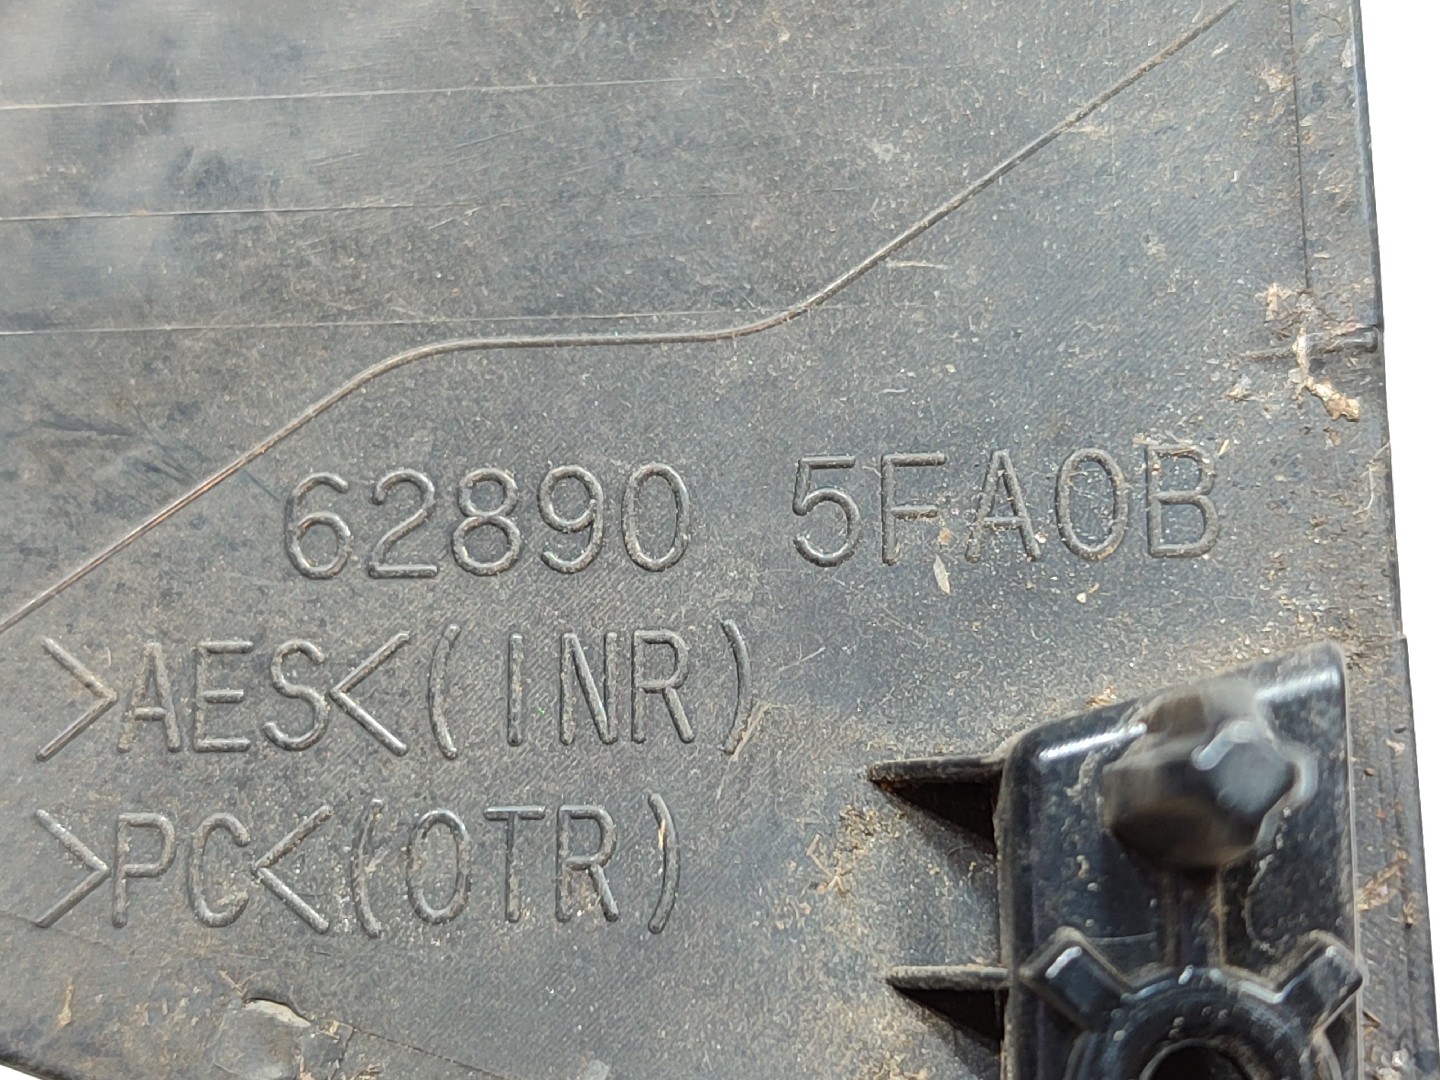 62890 5FA0B
>AES<(INR)
>PC<(OTR)